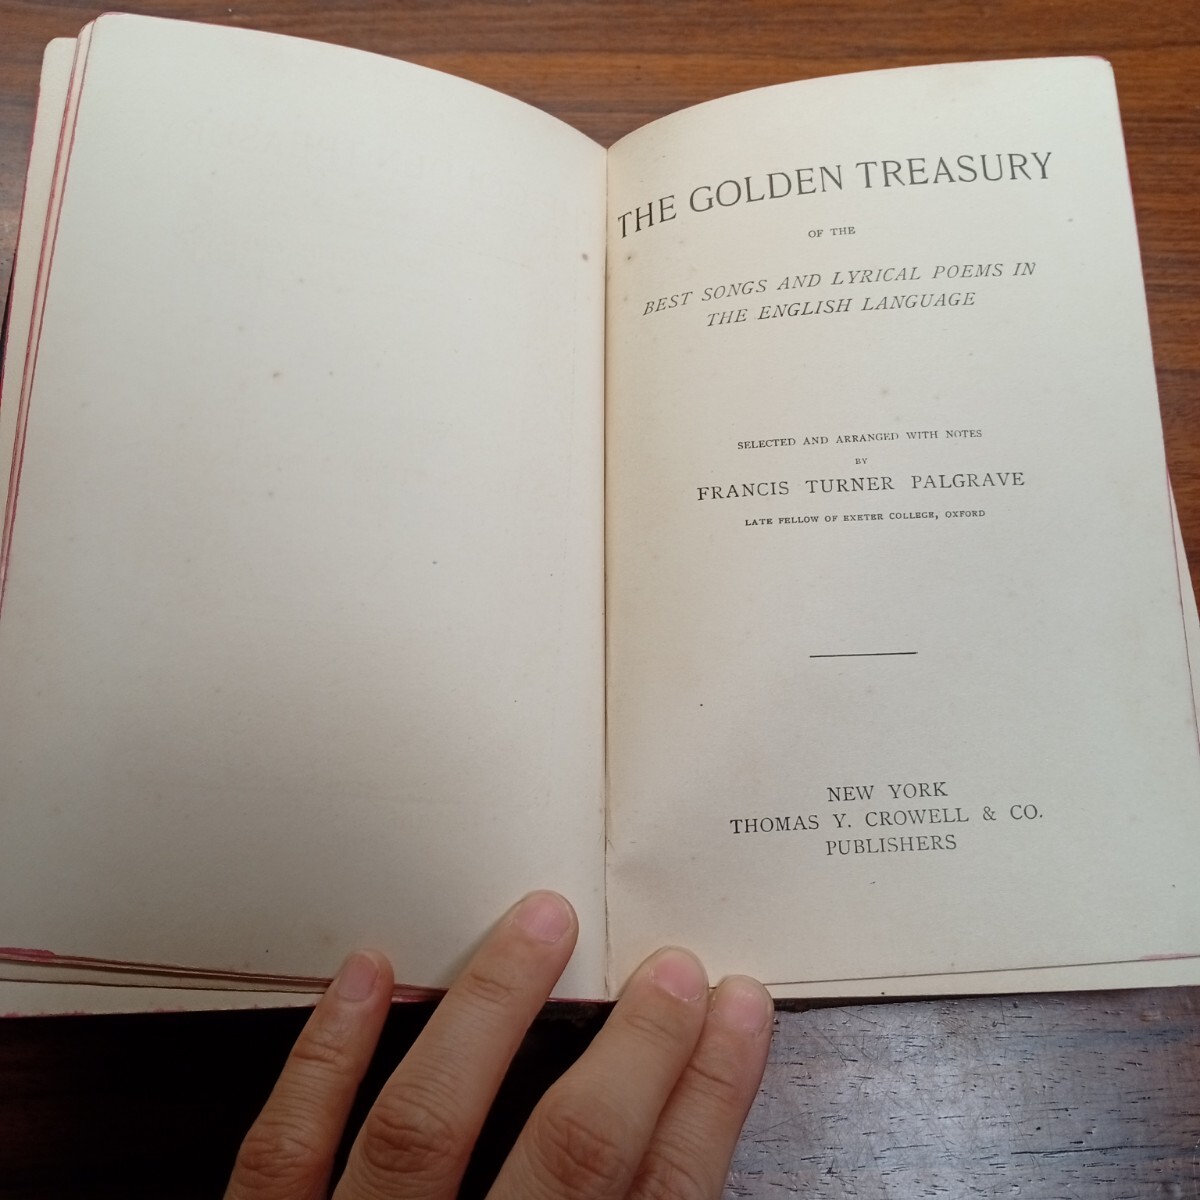 THE GOLDEN TREASURY
OF THE
BEST SONGS AND LYRICAL POEMS IN
THE ENGLISH LANGUAGE
SELECTED AND ARRANGED WITH NOTES
BY
FRANCIS TURNER PALGRAVE
LATE FELLOW OF EXETER COLLEGE, OXFORD
NEW YORK
THOMAS Y. CROWELL & CO.
PUBLISHERS